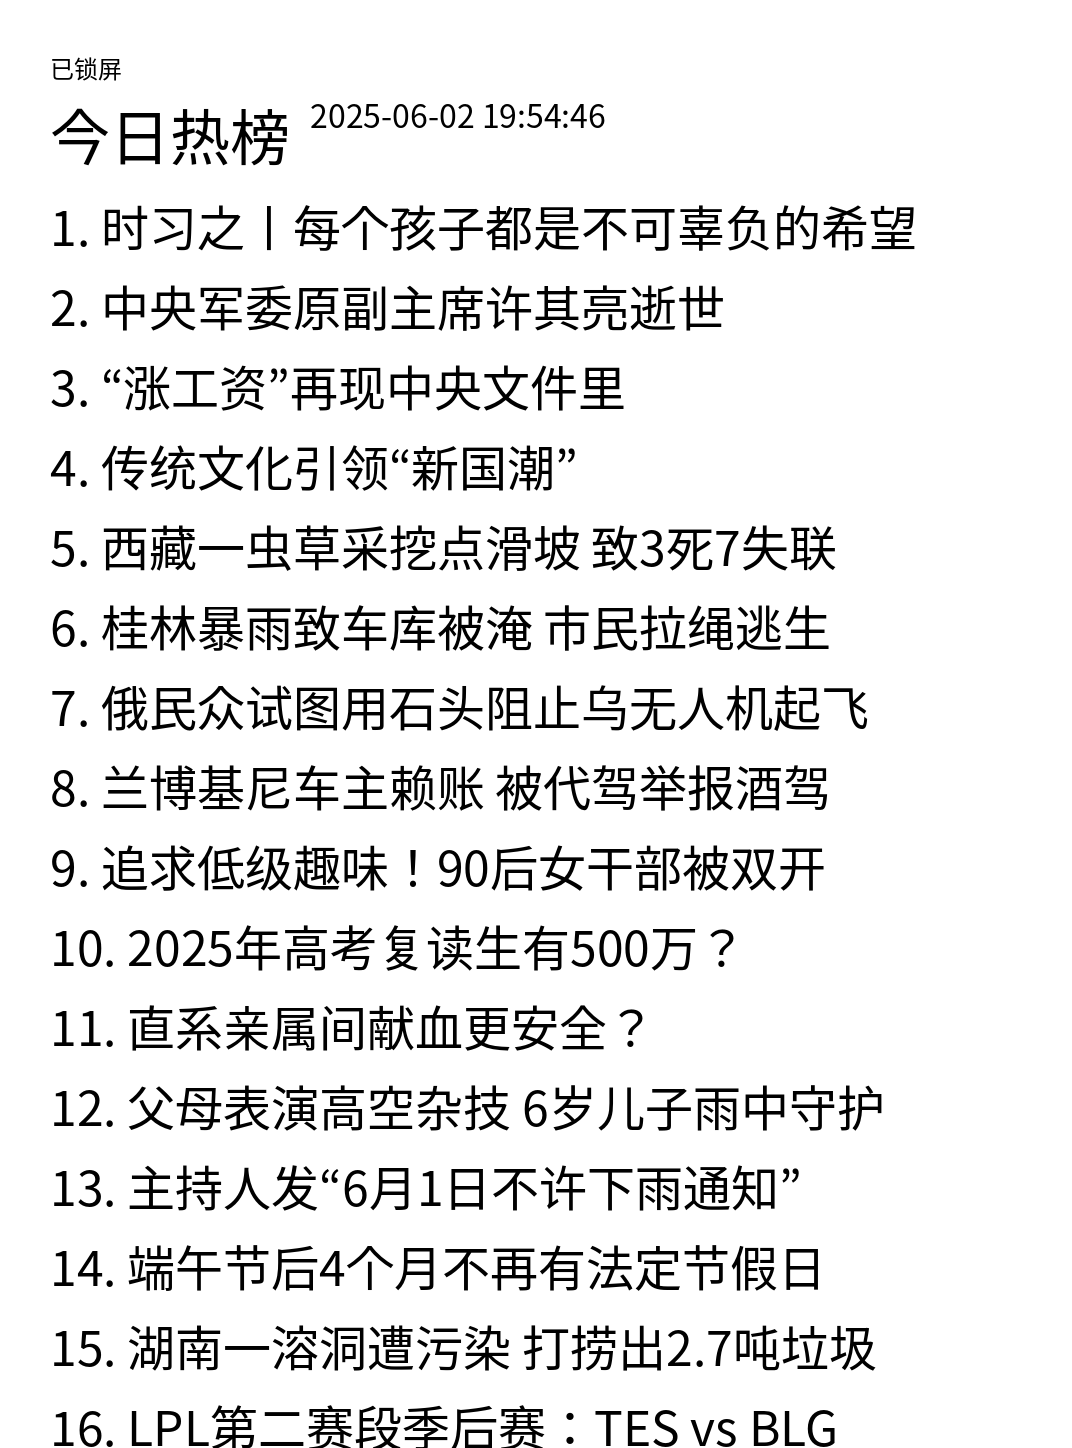 已锁屏
今日热榜 2025-06-02 19:54:46
1. 时习之丨每个孩子都是不可辜负的希望
2. 中央军委原副主席许其亮逝世
3. “涨工资”再现中央文件里
4. 传统文化引领“新国潮”
5. 西藏一虫草采挖点滑坡 致3死7失联
6. 桂林暴雨致车库被淹 市民拉绳逃生
7. 俄民众试图用石头阻止乌无人机起飞
8. 兰博基尼车主赖账 被代驾举报酒驾
9. 追求低级趣味！90后女干部被双开
10. 2025年高考复读生有500万？
11. 直系亲属间献血更安全？
12. 父母表演高空杂技 6岁儿子雨中守护
13. 主持人发“6月1日不许下雨通知”
14. 端午节后4个月不再有法定节假日
15. 湖南一溶洞遭污染 打捞出2.7吨垃圾
16. LPL第二赛段季后赛：TES vs BLG